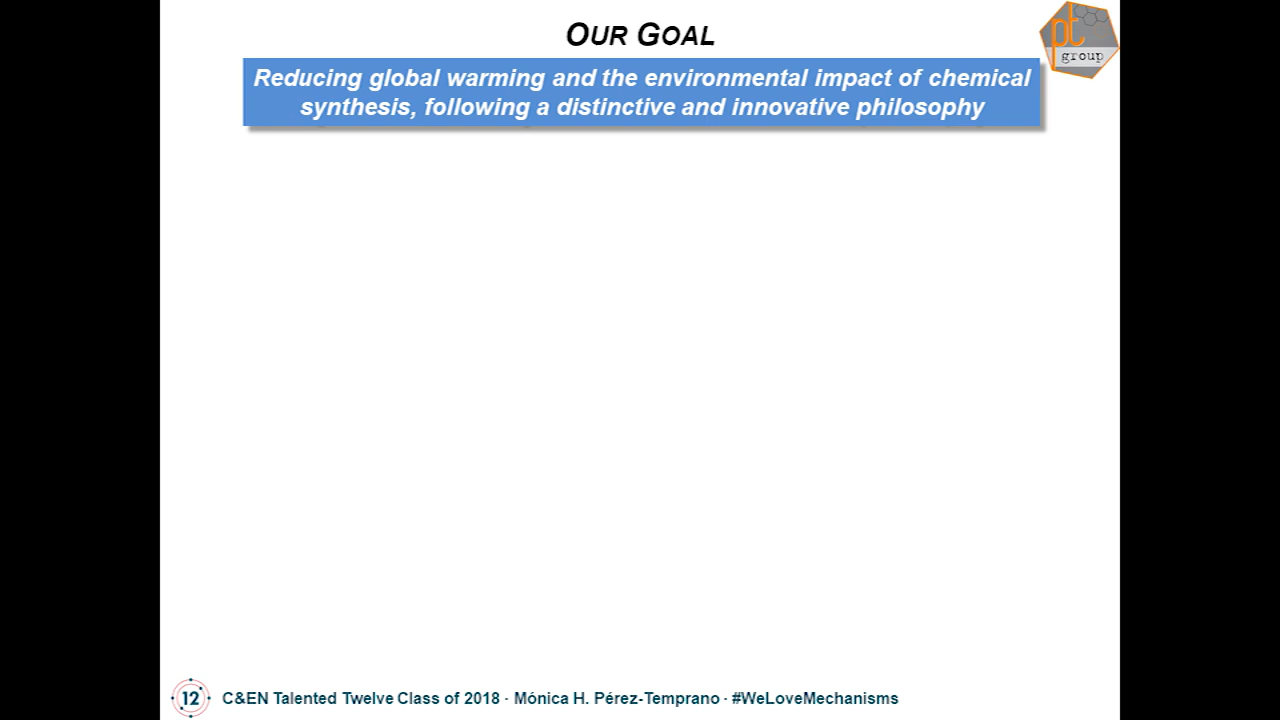 OUR GOAL
pt
group
Reducing global warming and the environmental impact of chemical
synthesis, following a distinctive and innovative philosophy
12
C&EN Talented Twelve Class of 2018 · Mónica H. Pérez-Temprano · #WeLoveMechanisms